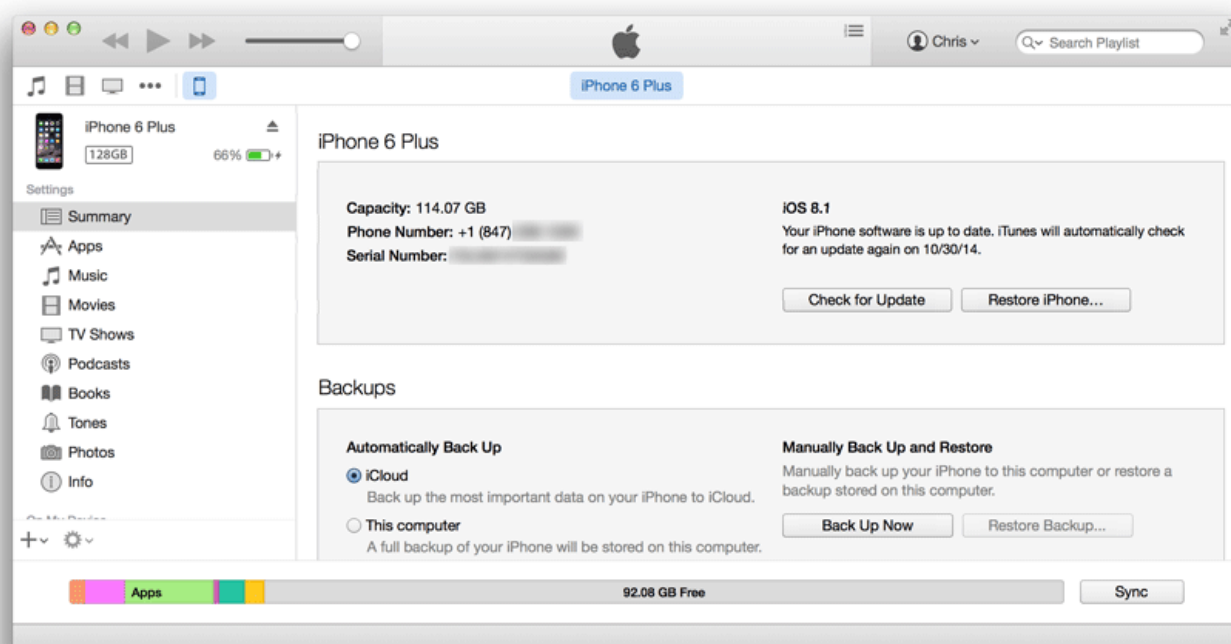 Chris
Search Playlist
iPhone 6 Plus
iPhone 6 Plus
128GB
66%
Settings
Summary
Apps
Music
Movies
TV Shows
Podcasts
Books
Tones
Photos
Info
On My Device
iPhone 6 Plus
Capacity: 114.07 GB
Phone Number: +1 (847)
Serial Number:
iOS 8.1
Your iPhone software is up to date. iTunes will automatically check
for an update again on 10/30/14.
Check for Update
Restore iPhone...
Backups
Automatically Back Up
iCloud
Back up the most important data on your iPhone to iCloud.
This computer
A full backup of your iPhone will be stored on this computer.
Manually Back Up and Restore
Manually back up your iPhone to this computer or restore a
backup stored on this computer.
Back Up Now
Restore Backup...
Apps
92.08 GB Free
Sync